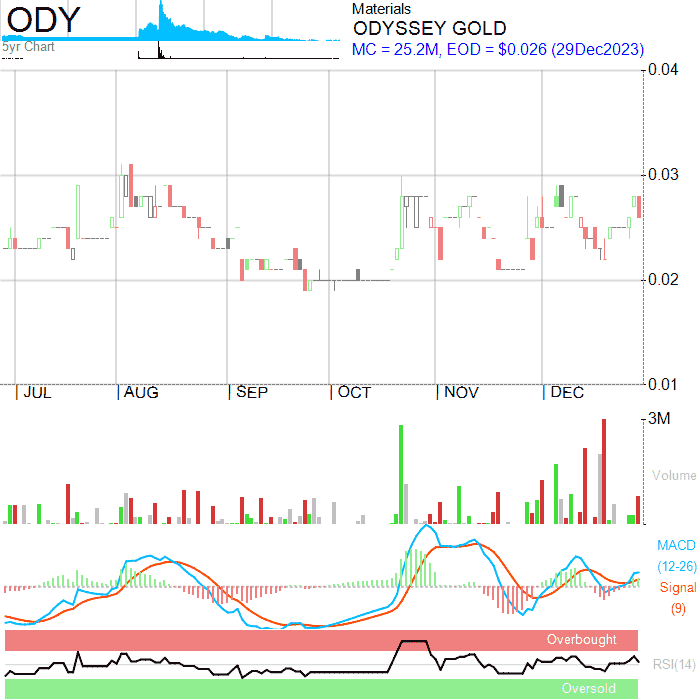 ODY
5yr Chart
Materials
ODYSSEY GOLD
MC = 25.2M, EOD = $0.026 (29Dec2023)
0.04
0.03
0.02
0.01
JUL
AUG
SEP
OCT
NOV
DEC
3M
Volume
MACD
(12-26)
Signal
(9)
Overbought
RSI(14)
Oversold